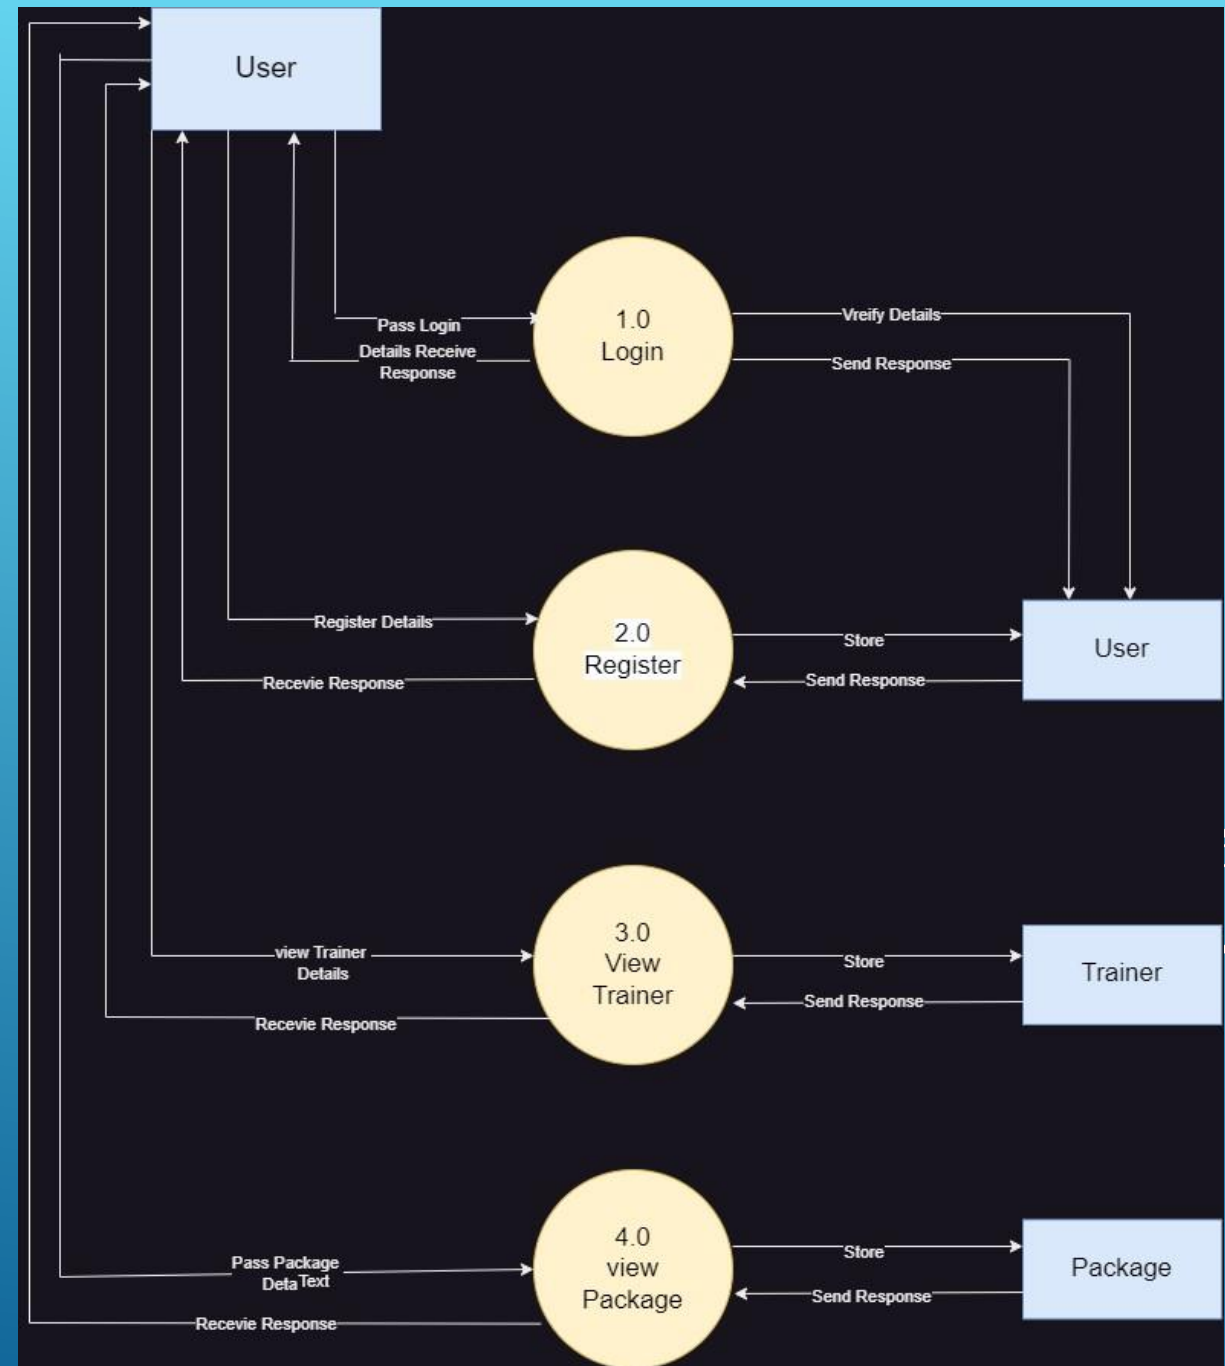 User
1.0
Login
Pass Login
Details Receive
Response
Vreify Details
Send Response
2.0
Register
Register Details
Recevie Response
Store
Send Response
User
3.0
View
Trainer
view Trainer
Details
Recevie Response
Store
Send Response
Trainer
4.0
view
Package
Pass Package
Deta Text
Recevie Response
Store
Send Response
Package